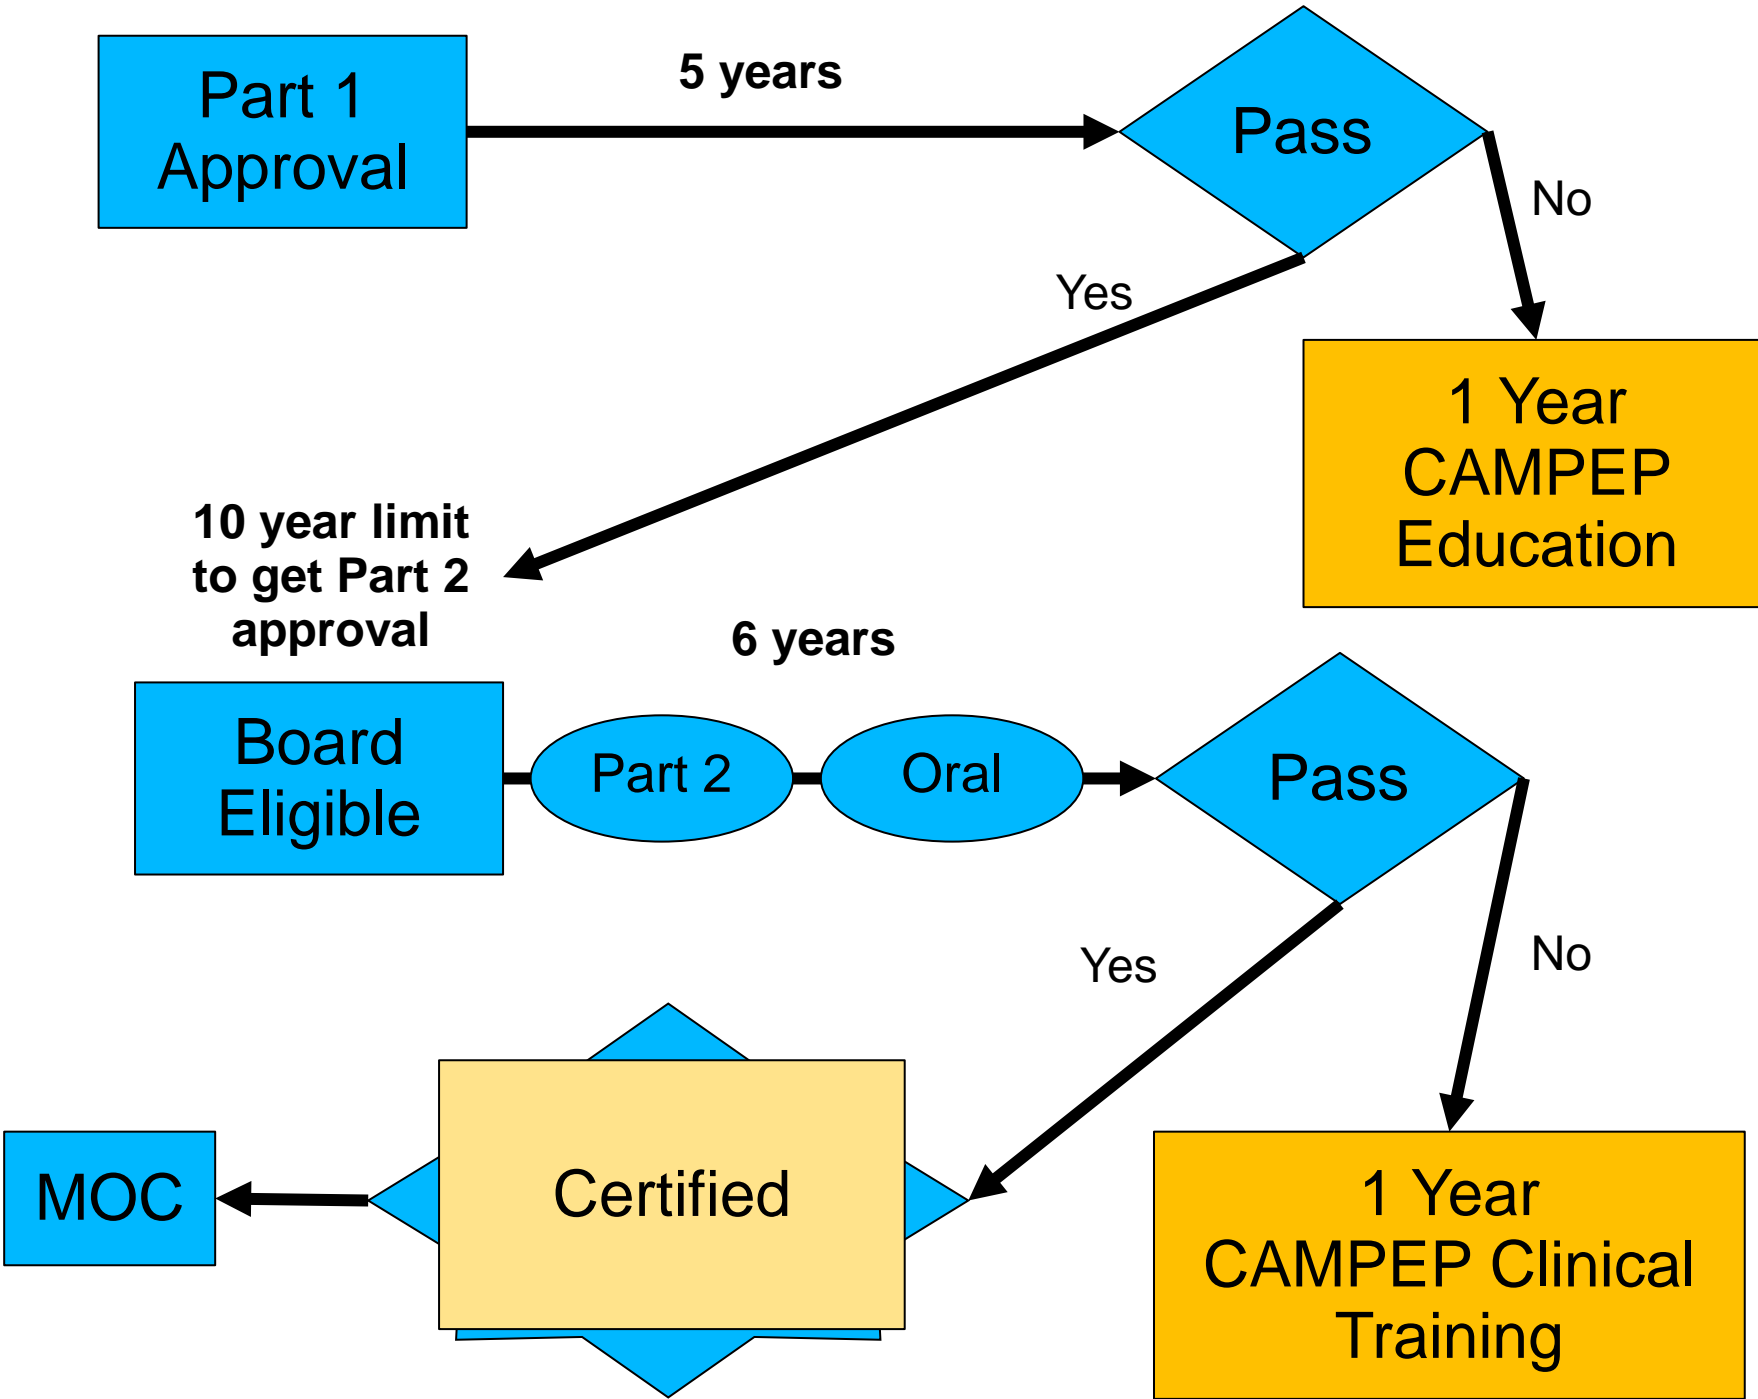 Part 1
Approval
5 years
Pass
No
Yes
1 Year
CAMPEP
Education
10 year limit
to get Part 2
approval
6 years
Board
Eligible
Part 2
Oral
Pass
Yes
No
MOC
Certified
1 Year
CAMPEP Clinical
Training